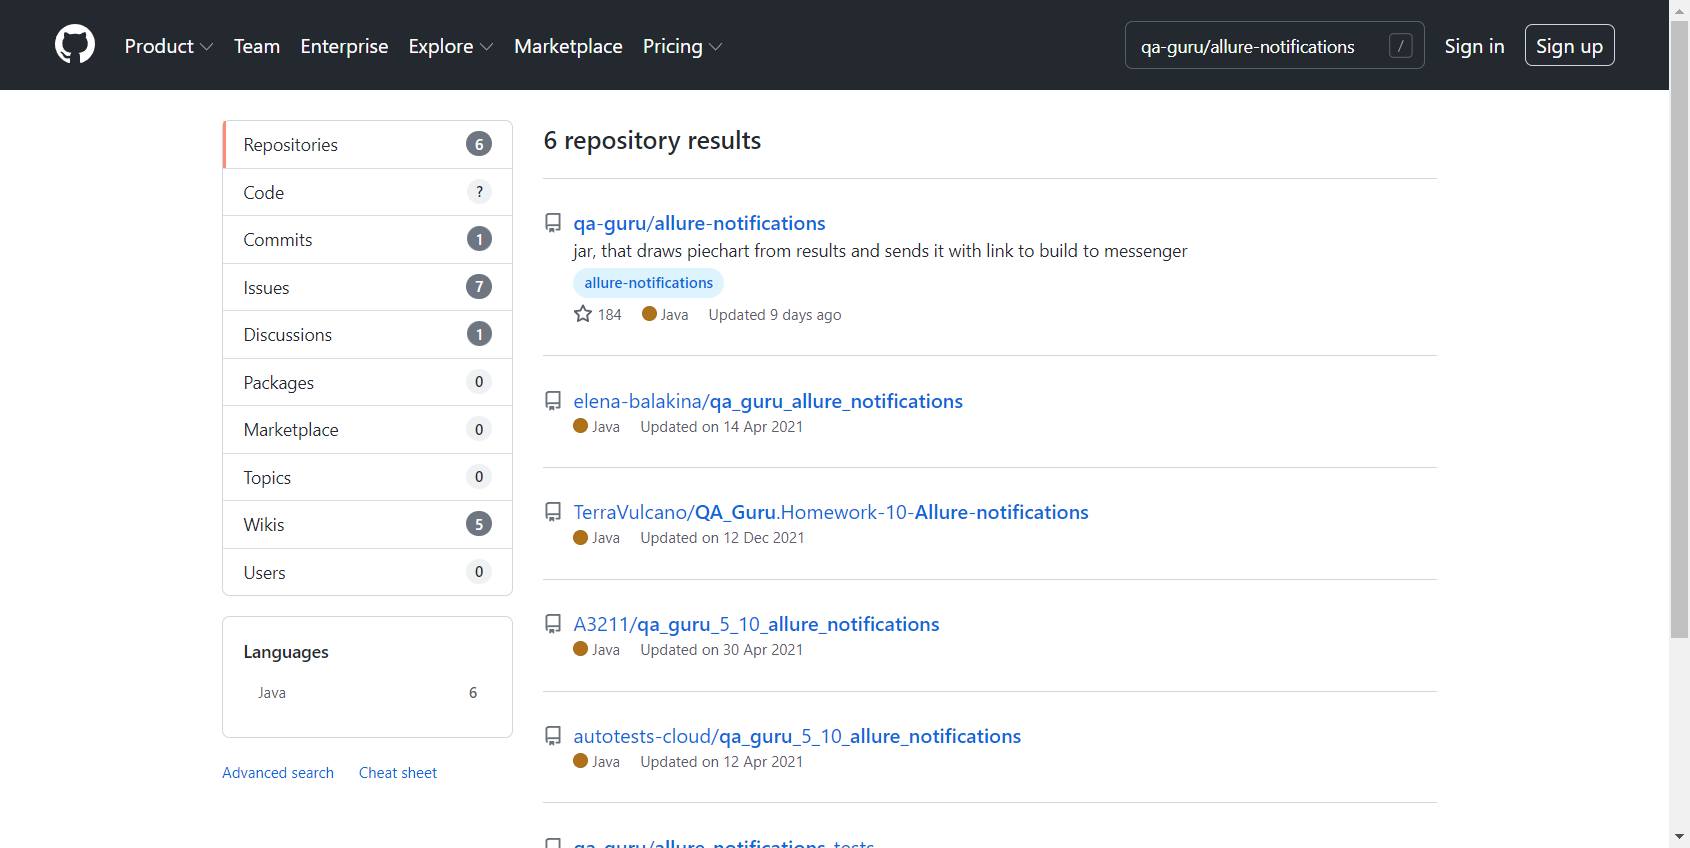 Product Team Enterprise Explore Marketplace Pricing qa-guru/allure-notifications / Sign in Sign up
Repositories 6
Code ?
Commits 1
Issues 7
Discussions 1
Packages 0
Marketplace 0
Topics 0
Wikis 5
Users 0
Languages
Java 6
Advanced search Cheat sheet
6 repository results
qa-guru/allure-notifications
jar, that draws piechart from results and sends it with link to build to messenger
allure-notifications
184 Java Updated 9 days ago
elena-balakina/qa_guru_allure_notifications
Java Updated on 14 Apr 2021
TerraVulcano/QA_Guru.Homework-10-Allure-notifications
Java Updated on 12 Dec 2021
A3211/qa_guru_5_10_allure_notifications
Java Updated on 30 Apr 2021
autotests-cloud/qa_guru_5_10_allure_notifications
Java Updated on 12 Apr 2021
qa-guru/allure-notifications-tests